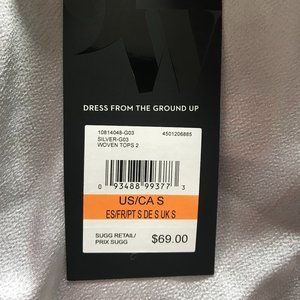 DRESS FROM THE GROUND UP
10814048-G03 4501206885
SILVER-G03
WOVEN TOPS 2
0 93488 99377 3
US/CA S
ES/FR/PT S DE S UK S
SUGG RETAIL/
PRIX SUGG $69.00